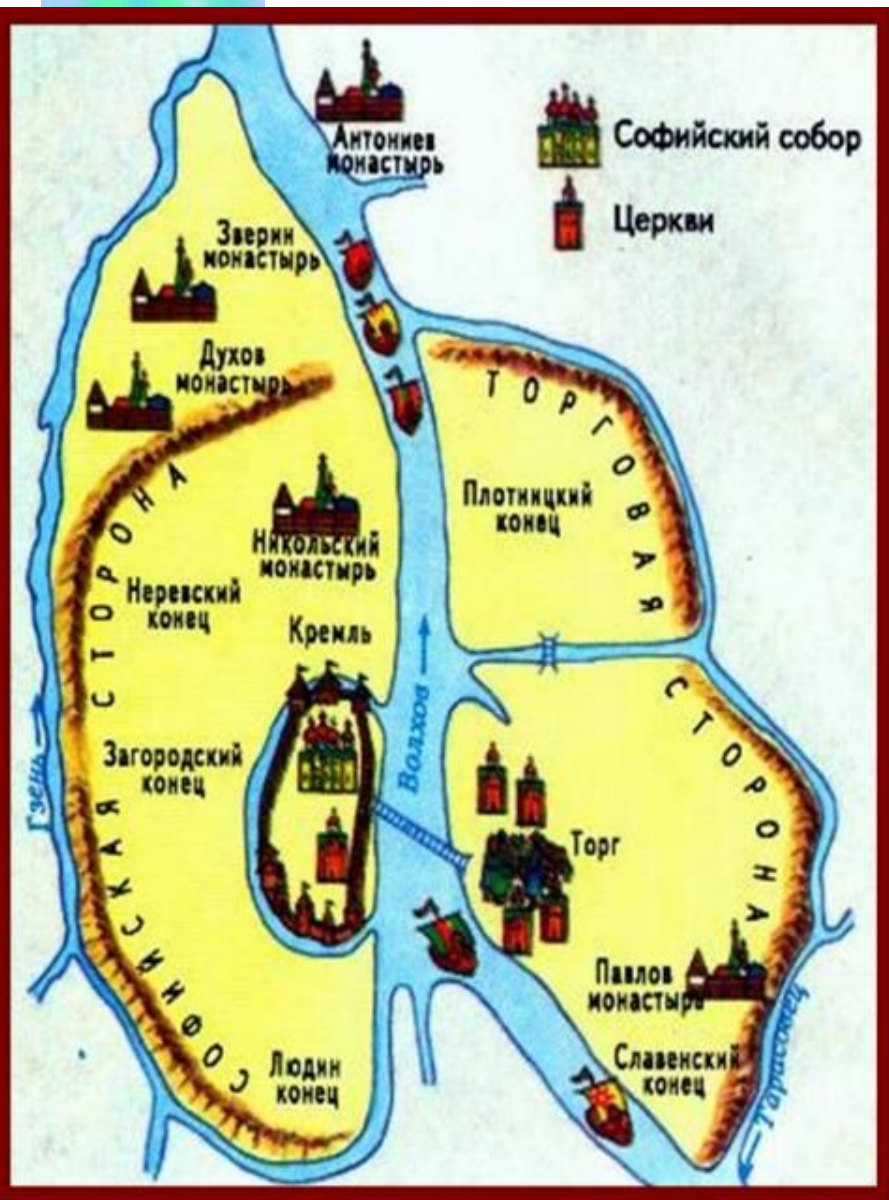 Антониев
монастырь
Софийский собор
Церкви
Зверин
монастырь
Духов
монастырь
ТОРГОВАЯ
СТОРОНА
Плотницкий
конец
Никольский
монастырь
Неревский
конец
Кремль
Загородский
конец
СОФИЙСКАЯ СТОРОНА
Волхов
Гзень
Торг
Павлов
монастырь
Славенский
конец
Людин
конец
Тарасовец